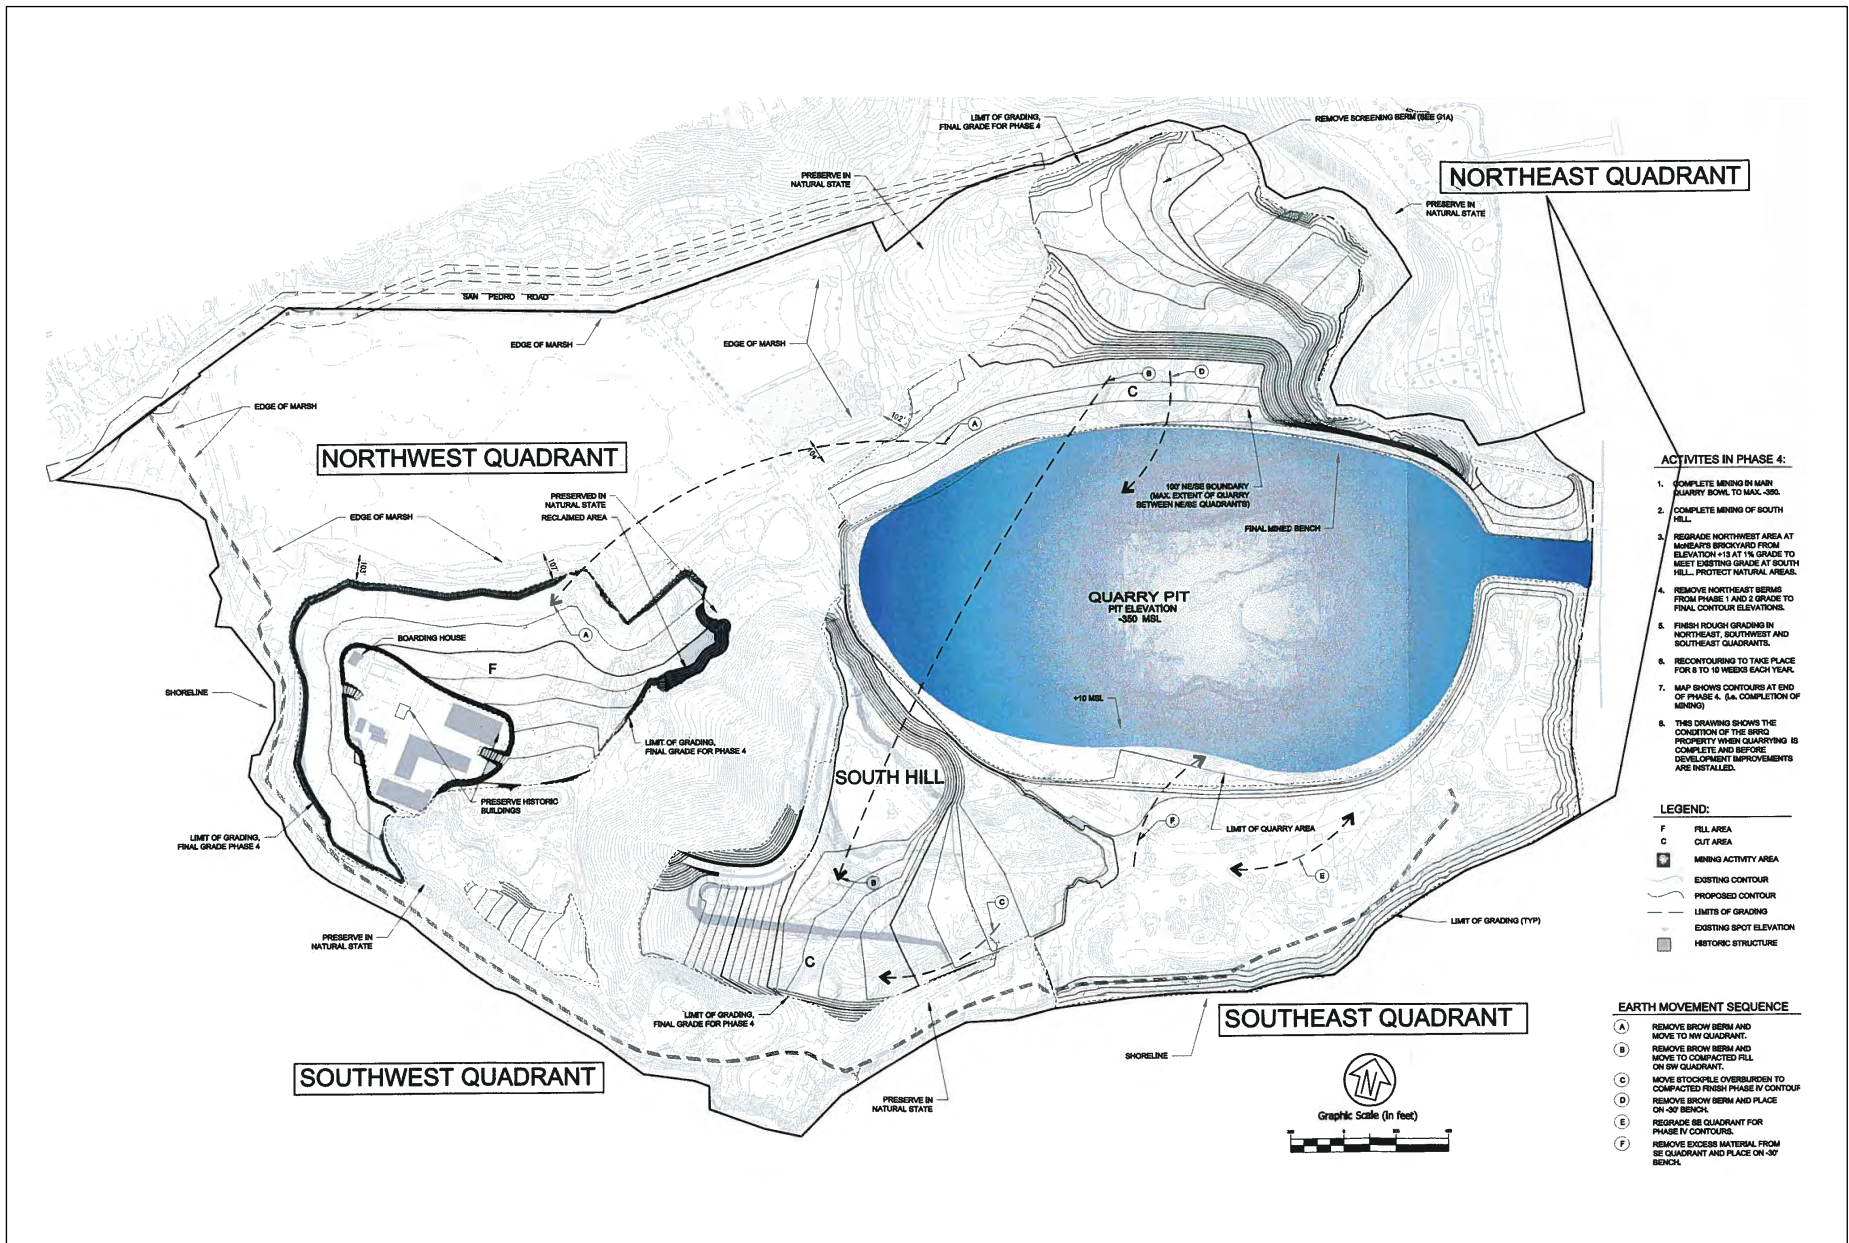 LIMIT OF GRADING,
FINAL GRADE FOR PHASE 4
REMOVE SCREENING BERM (SEE G1A)
PRESERVE IN
NATURAL STATE
NORTHEAST QUADRANT
PRESERVE IN
NATURAL STATE
SAN PEDRO ROAD
EDGE OF MARSH
EDGE OF MARSH
B
D
C
EDGE OF MARSH
102'
A
104'
NORTHWEST QUADRANT
PRESERVED IN
NATURAL STATE
RECLAIMED AREA
EDGE OF MARSH
100' NE/SE BOUNDARY
(MAX. EXTENT OF QUARRY
BETWEEN NE/SE QUADRANTS)
FINAL MINED BENCH
103'
107'
QUARRY PIT
PIT ELEVATION
-350 MSL
A
BOARDING HOUSE
F
SHORELINE
+10 MSL
LIMIT OF GRADING,
FINAL GRADE FOR PHASE 4
SOUTH HILL
PRESERVE HISTORIC
BUILDINGS
F
LIMIT OF QUARRY AREA
LIMIT OF GRADING,
FINAL GRADE PHASE 4
B
E
C
LIMIT OF GRADING (TYP)
PRESERVE IN
NATURAL STATE
C
LIMIT OF GRADING,
FINAL GRADE FOR PHASE 4
SOUTHEAST QUADRANT
SHORELINE
SOUTHWEST QUADRANT
PRESERVE IN
NATURAL STATE
N
Graphic Scale (in feet)
ACTIVITES IN PHASE 4:
1. COMPLETE MINING IN MAIN
QUARRY BOWL TO MAX. -350.
2. COMPLETE MINING OF SOUTH
HILL.
3. REGRADE NORTHWEST AREA AT
McNEAR'S BRICKYARD FROM
ELEVATION +13 AT 1% GRADE TO
MEET EXISTING GRADE AT SOUTH
HILL. PROTECT NATURAL AREAS.
4. REMOVE NORTHEAST BERMS
FROM PHASE 1 AND 2 GRADE TO
FINAL CONTOUR ELEVATIONS.
5. FINISH ROUGH GRADING IN
NORTHEAST, SOUTHWEST AND
SOUTHEAST QUADRANTS.
6. RECONTOURING TO TAKE PLACE
FOR 8 TO 10 WEEKS EACH YEAR.
7. MAP SHOWS CONTOURS AT END
OF PHASE 4. (i.e. COMPLETION OF
MINING)
8. THIS DRAWING SHOWS THE
CONDITION OF THE SRRQ
PROPERTY WHEN QUARRYING IS
COMPLETE AND BEFORE
DEVELOPMENT IMPROVEMENTS
ARE INSTALLED.
LEGEND:
F FILL AREA
C CUT AREA
MINING ACTIVITY AREA
EXISTING CONTOUR
PROPOSED CONTOUR
LIMITS OF GRADING
EXISTING SPOT ELEVATION
HISTORIC STRUCTURE
EARTH MOVEMENT SEQUENCE
A REMOVE BROW BERM AND
MOVE TO NW QUADRANT.
B REMOVE BROW BERM AND
MOVE TO COMPACTED FILL
ON SW QUADRANT.
C MOVE STOCKPILE OVERBURDEN TO
COMPACTED FINISH PHASE IV CONTOUR
D REMOVE BROW BERM AND PLACE
ON -30' BENCH.
E REGRADE SE QUADRANT FOR
PHASE IV CONTOURS.
F REMOVE EXCESS MATERIAL FROM
SE QUADRANT AND PLACE ON -30'
BENCH.